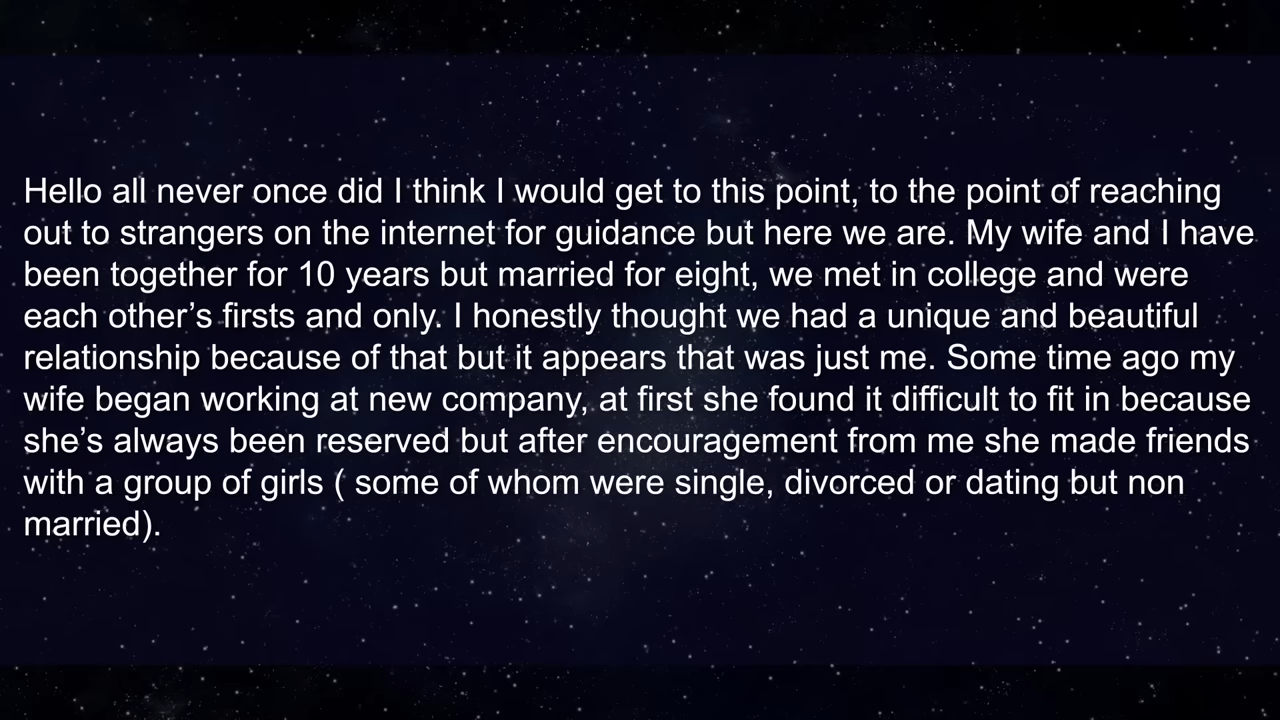 Hello all never once did I think I would get to this point, to the point of reaching
out to strangers on the internet for guidance but here we are. My wife and I have
been together for 10 years but married for eight, we met in college and were
each other’s firsts and only. I honestly thought we had a unique and beautiful
relationship because of that but it appears that was just me. Some time ago my
wife began working at new company, at first she found it difficult to fit in because
she’s always been reserved but after encouragement from me she made friends
with a group of girls ( some of whom were single, divorced or dating but non
married).